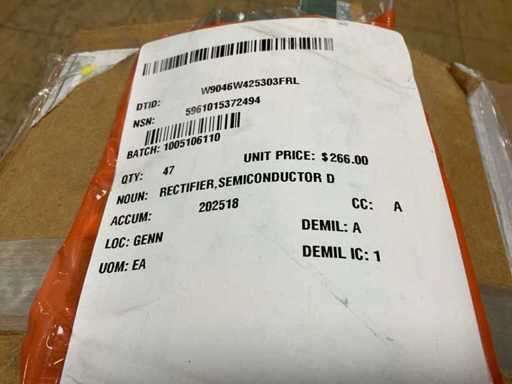 DTID: W9046W425303FRL
NSN: 5961015372494
BATCH: 1005106110
QTY: 47 UNIT PRICE: $266.00
NOUN: RECTIFIER,SEMICONDUCTOR D
ACCUM: 202518 CC: A
LOC: GENN DEMIL: A
UOM: EA DEMIL IC: 1